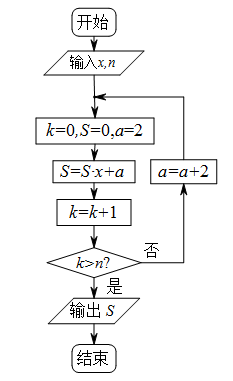 开始
输入x,n
k=0,S=0,a=2
S=S·x+a
a=a+2
k=k+1
否
k>n?
是
输出 S
结束